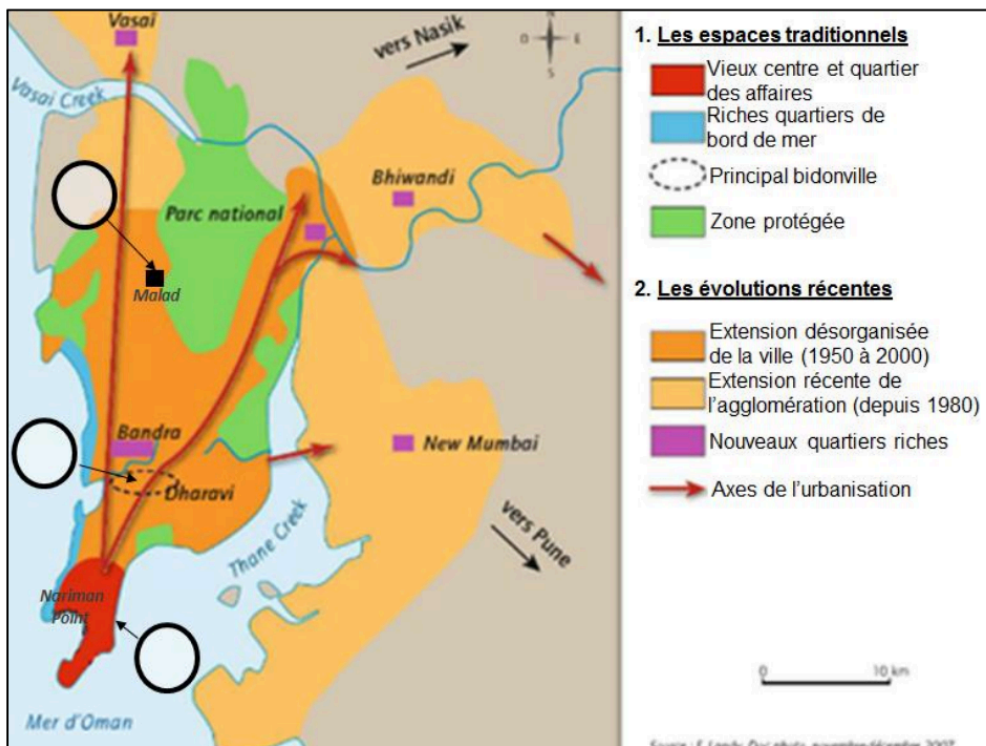 Vasaï
vers Nasik
O
E
S
Vasai Creek
Bhiwandi
Parc national
Malad
Bandra
New Mumbaï
Dharavi
vers Pune
Thane Creek
Nariman
Point
Mer d'Oman
1. Les espaces traditionnels
Vieux centre et quartier
des affaires
Riches quartiers de
bord de mer
Principal bidonville
Zone protégée
2. Les évolutions récentes
Extension désorganisée
de la ville (1950 à 2000)
Extension récente de
l'agglomération (depuis 1980)
Nouveaux quartiers riches
Axes de l'urbanisation
0
10 km